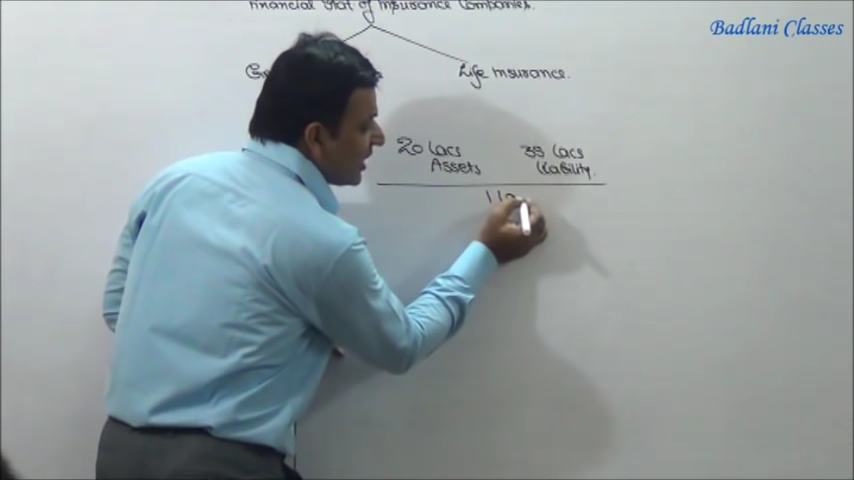 Financial Stat of Insurance Companies.
Badlani Classes
Life Insurance.
20 Lacs 35 Lacs
Assets Liability.